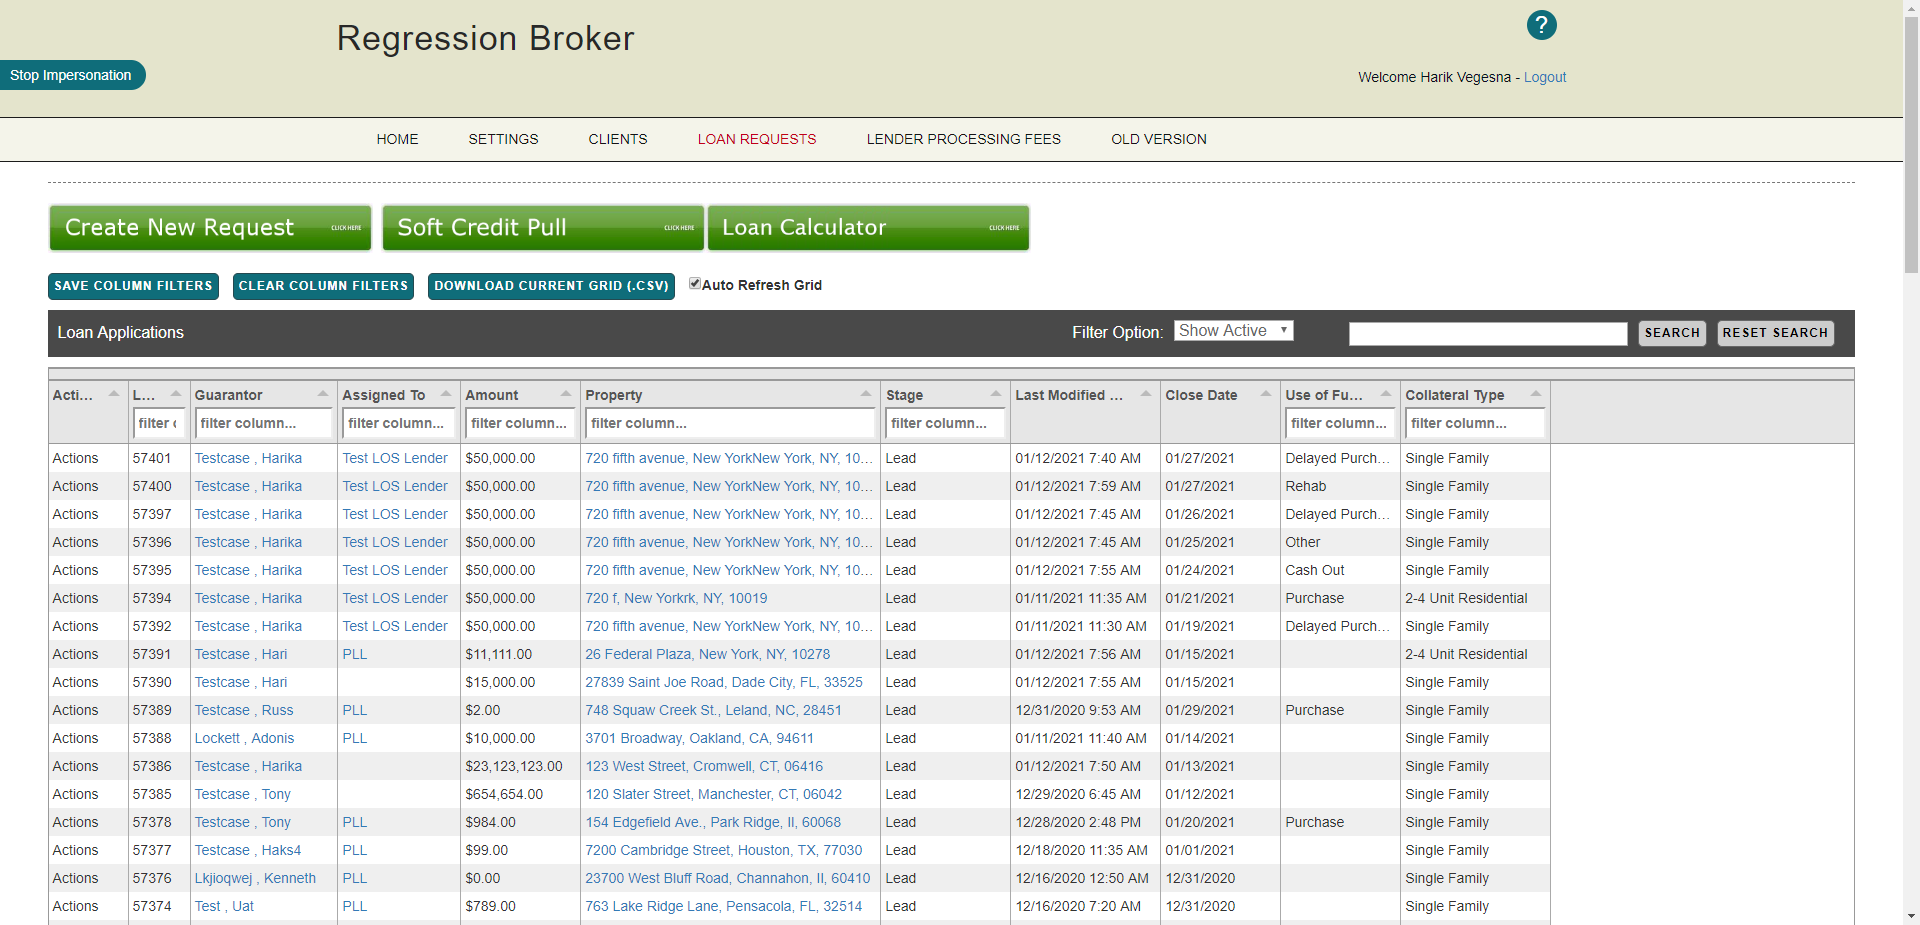 Regression Broker
?
Stop Impersonation
Welcome Harik Vegesna - Logout
HOME SETTINGS CLIENTS LOAN REQUESTS LENDER PROCESSING FEES OLD VERSION
Create New Request CLICK HERE Soft Credit Pull CLICK HERE Loan Calculator CLICK HERE
SAVE COLUMN FILTERS CLEAR COLUMN FILTERS DOWNLOAD CURRENT GRID (.CSV) Auto Refresh Grid
Loan Applications Filter Option: Show Active SEARCH RESET SEARCH
Acti... L... Guarantor Assigned To Amount Property Stage Last Modified ... Close Date Use of Fu... Collateral Type
filter c filter column... filter column... filter column... filter column... filter column... filter column... filter column...
Actions 57401 Testcase , Harika Test LOS Lender $50,000.00 720 fifth avenue, New YorkNew York, NY, 10... Lead 01/12/2021 7:40 AM 01/27/2021 Delayed Purch... Single Family
Actions 57400 Testcase , Harika Test LOS Lender $50,000.00 720 fifth avenue, New YorkNew York, NY, 10... Lead 01/12/2021 7:59 AM 01/27/2021 Rehab Single Family
Actions 57397 Testcase , Harika Test LOS Lender $50,000.00 720 fifth avenue, New YorkNew York, NY, 10... Lead 01/12/2021 7:45 AM 01/26/2021 Delayed Purch... Single Family
Actions 57396 Testcase , Harika Test LOS Lender $50,000.00 720 fifth avenue, New YorkNew York, NY, 10... Lead 01/12/2021 7:45 AM 01/25/2021 Other Single Family
Actions 57395 Testcase , Harika Test LOS Lender $50,000.00 720 fifth avenue, New YorkNew York, NY, 10... Lead 01/12/2021 7:55 AM 01/24/2021 Cash Out Single Family
Actions 57394 Testcase , Harika Test LOS Lender $50,000.00 720 f, New Yorkrk, NY, 10019 Lead 01/11/2021 11:35 AM 01/21/2021 Purchase 2-4 Unit Residential
Actions 57392 Testcase , Harika Test LOS Lender $50,000.00 720 fifth avenue, New YorkNew York, NY, 10... Lead 01/11/2021 11:30 AM 01/19/2021 Delayed Purch... Single Family
Actions 57391 Testcase , Hari PLL $11,111.00 26 Federal Plaza, New York, NY, 10278 Lead 01/12/2021 7:56 AM 01/15/2021 2-4 Unit Residential
Actions 57390 Testcase , Hari $15,000.00 27839 Saint Joe Road, Dade City, FL, 33525 Lead 01/12/2021 7:55 AM 01/15/2021 Single Family
Actions 57389 Testcase , Russ PLL $2.00 748 Squaw Creek St., Leland, NC, 28451 Lead 12/31/2020 9:53 AM 01/29/2021 Purchase Single Family
Actions 57388 Lockett , Adonis PLL $10,000.00 3701 Broadway, Oakland, CA, 94611 Lead 01/11/2021 11:40 AM 01/14/2021 Single Family
Actions 57386 Testcase , Harika $23,123,123.00 123 West Street, Cromwell, CT, 06416 Lead 01/12/2021 7:50 AM 01/13/2021 Single Family
Actions 57385 Testcase , Tony $654,654.00 120 Slater Street, Manchester, CT, 06042 Lead 12/29/2020 6:45 AM 01/12/2021 Single Family
Actions 57378 Testcase , Tony PLL $984.00 154 Edgefield Ave., Park Ridge, Il, 60068 Lead 12/28/2020 2:48 PM 01/20/2021 Purchase Single Family
Actions 57377 Testcase , Haks4 PLL $99.00 7200 Cambridge Street, Houston, TX, 77030 Lead 12/18/2020 11:35 AM 01/01/2021 Single Family
Actions 57376 Lkjioqwej , Kenneth PLL $0.00 23700 West Bluff Road, Channahon, Il, 60410 Lead 12/16/2020 12:50 AM 12/31/2020 Single Family
Actions 57374 Test , Uat PLL $789.00 763 Lake Ridge Lane, Pensacola, FL, 32514 Lead 12/16/2020 7:20 AM 12/31/2020 Single Family